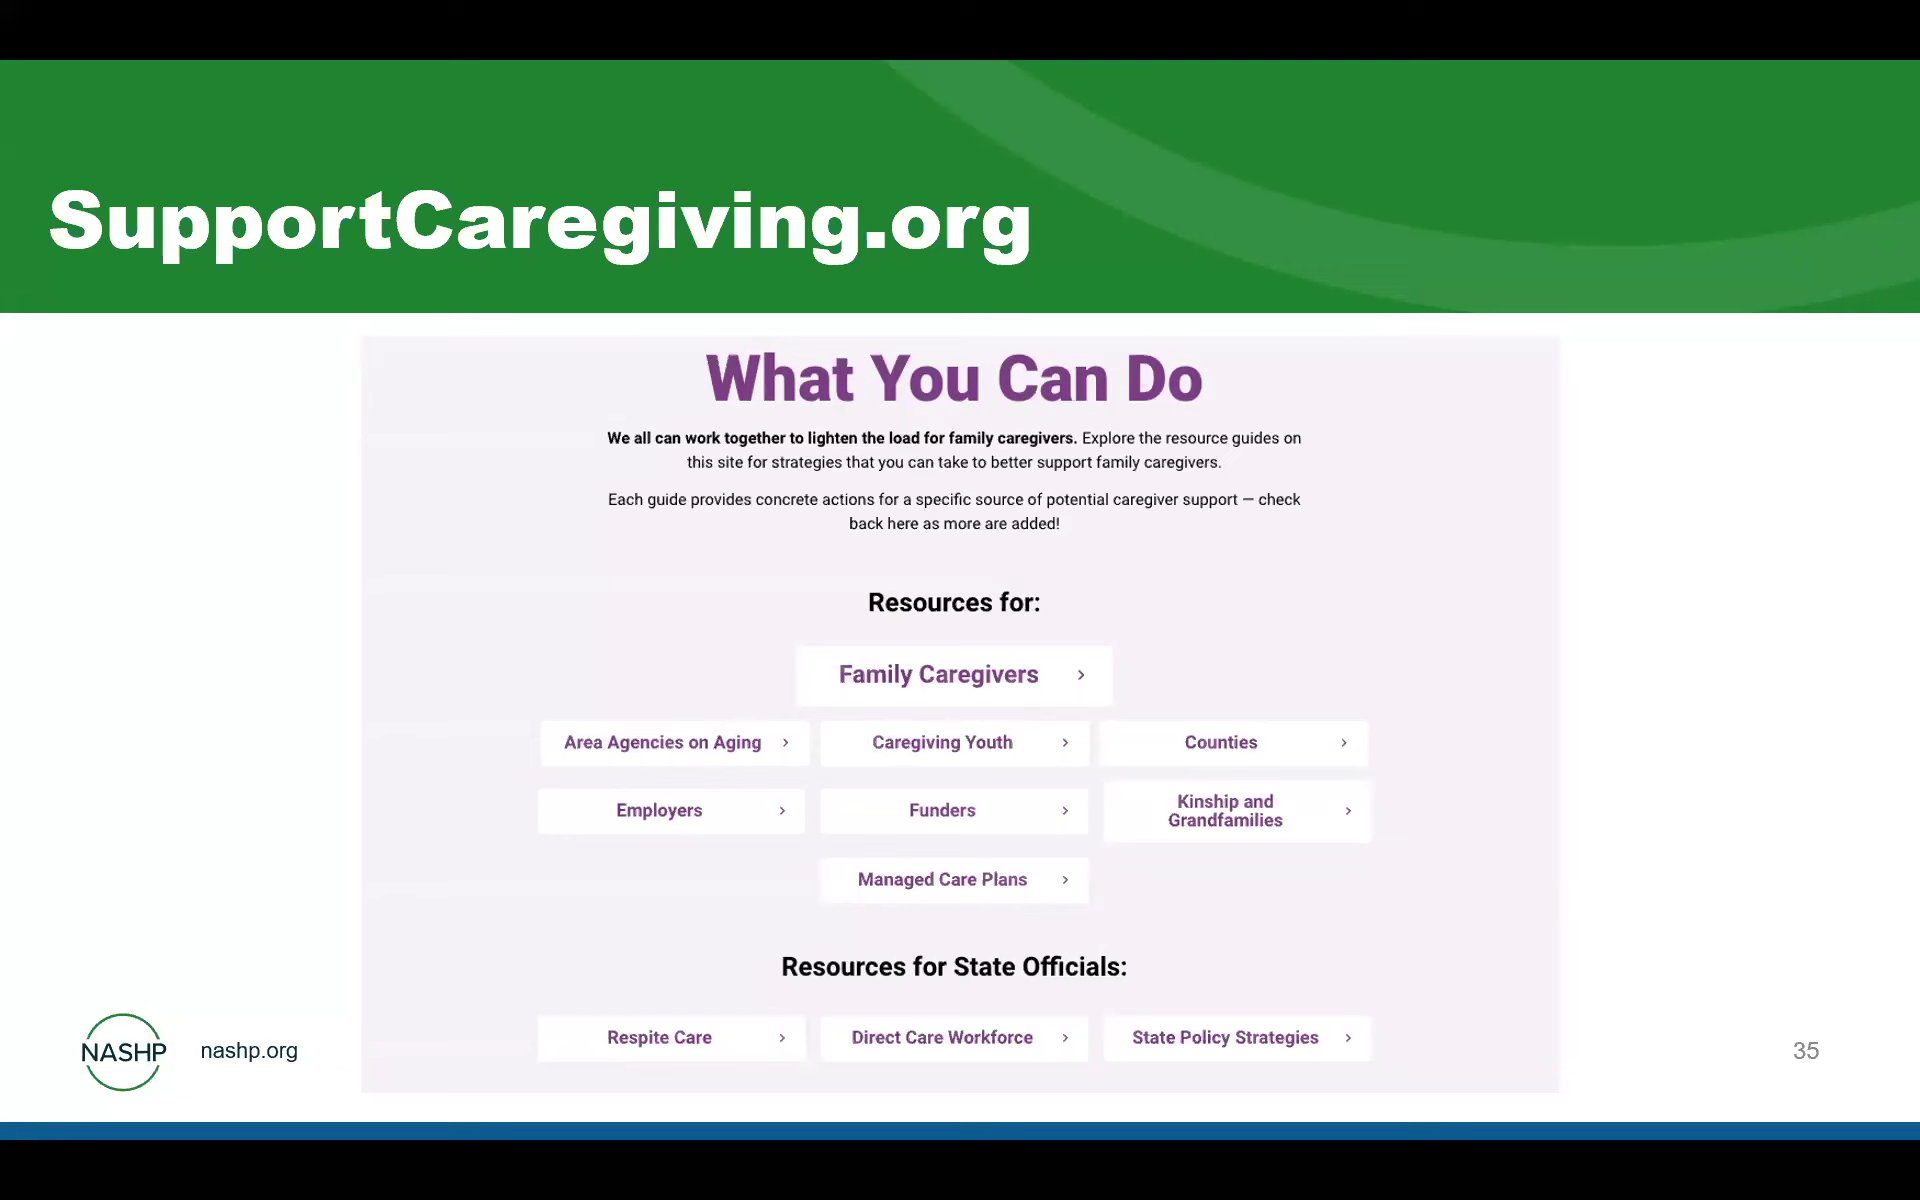 SupportCaregiving.org
What You Can Do
We all can work together to lighten the load for family caregivers. Explore the resource guides on
this site for strategies that you can take to better support family caregivers.
Each guide provides concrete actions for a specific source of potential caregiver support — check
back here as more are added!
Resources for:
Family Caregivers
Area Agencies on Aging
Caregiving Youth
Counties
Employers
Funders
Kinship and
Grandfamilies
Managed Care Plans
Resources for State Officials:
Respite Care
Direct Care Workforce
State Policy Strategies
NASHP
nashp.org
35